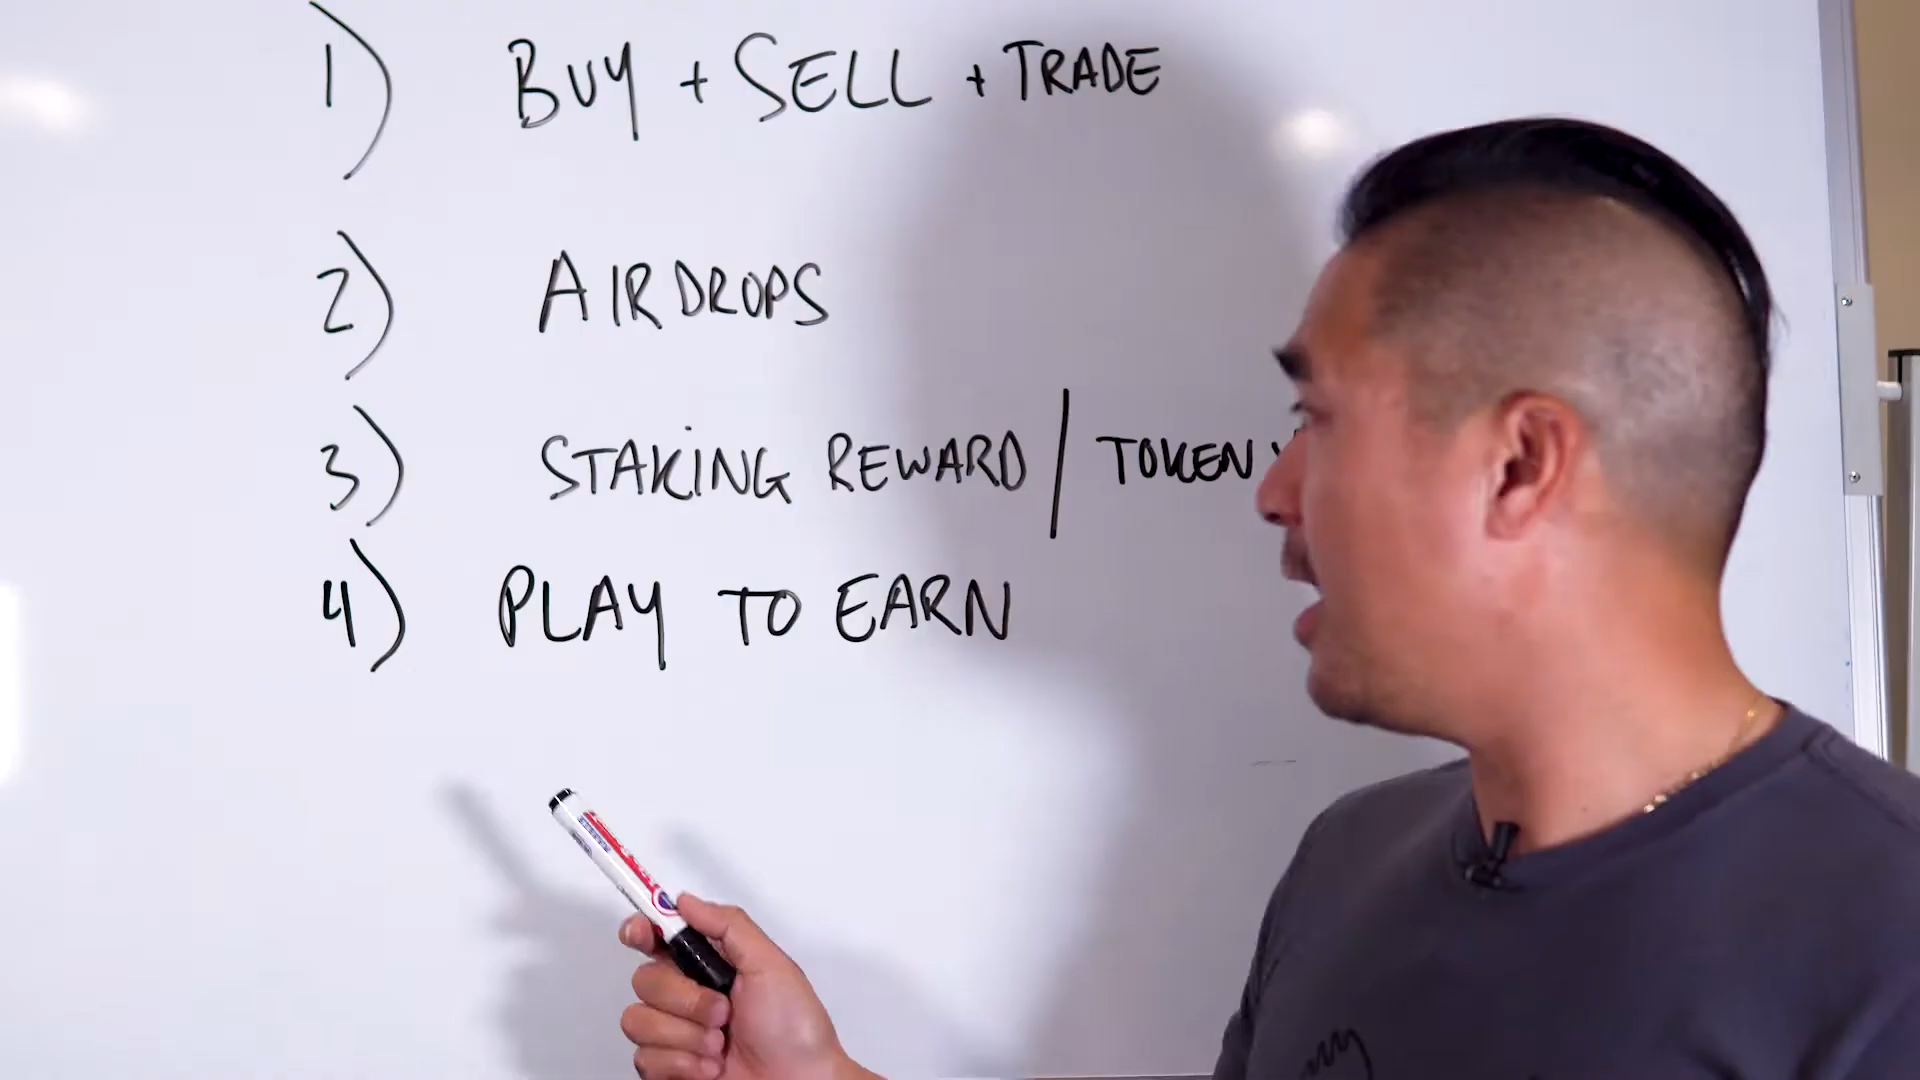 1) BUY + SELL + TRADE
2) AIRDROPS
3) STAKING REWARD / TOKEN
4) PLAY TO EARN